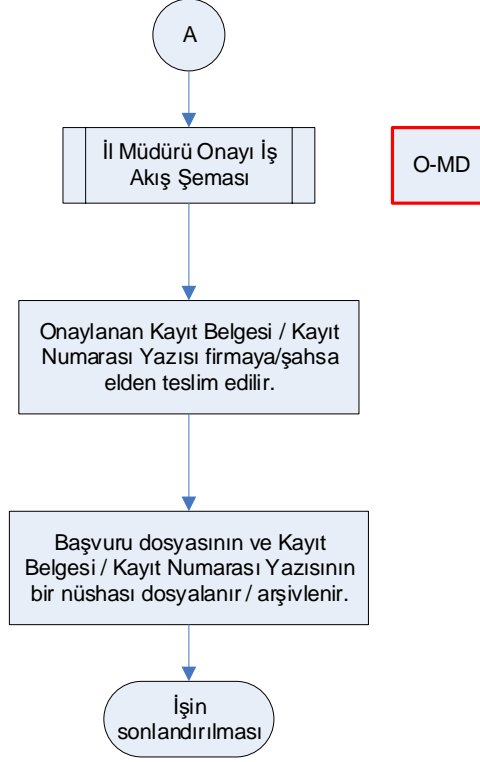 A
İl Müdürü Onayı İş
Akış Şeması
O-MD
Onaylanan Kayıt Belgesi / Kayıt
Numarası Yazısı firmaya/şahsa
elden teslim edilir.
Başvuru dosyasının ve Kayıt
Belgesi / Kayıt Numarası Yazısının
bir nüshası dosyalanır / arşivlenir.
İşin
sonlandırılması